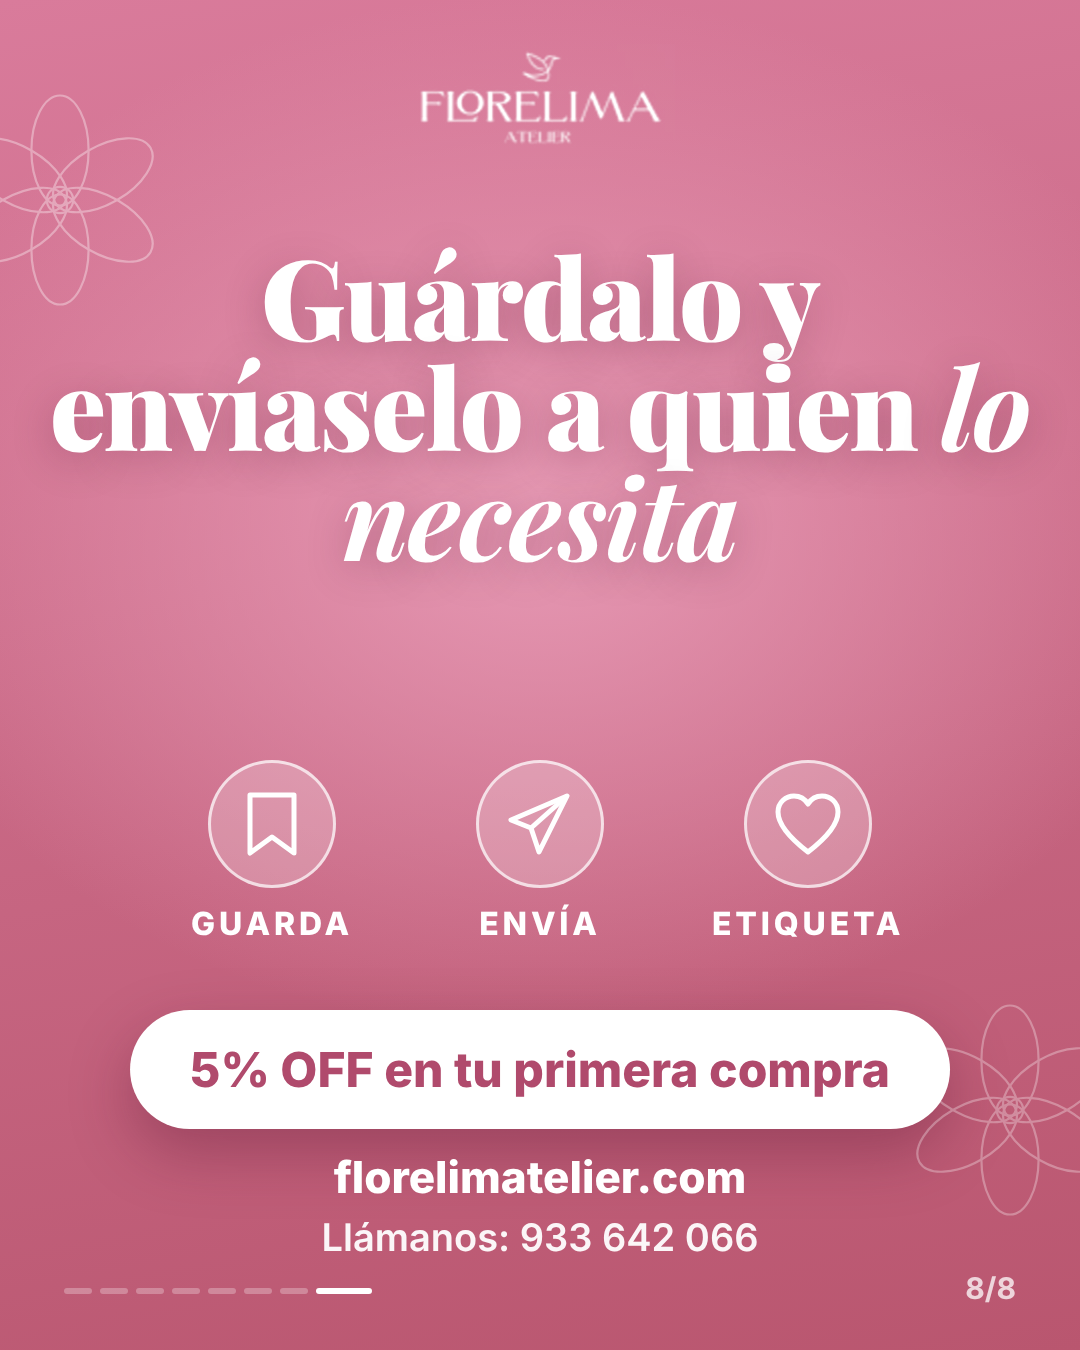 FLORELIMA
ATELIER
Guárdalo y
envíaselo a quien lo
necesita
GUARDA
ENVÍA
ETIQUETA
5% OFF en tu primera compra
florelimatelier.com
Llámanos: 933 642 066
8/8